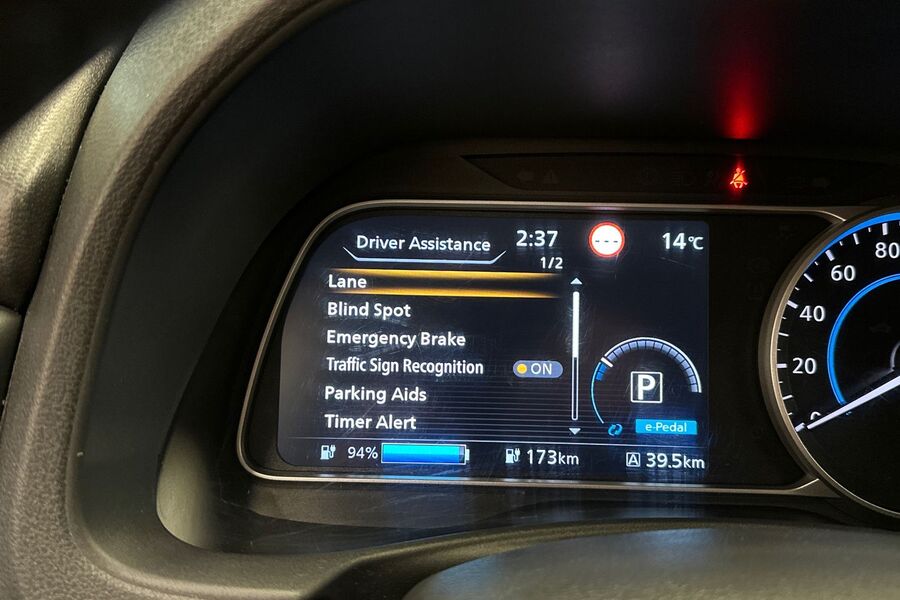 Driver Assistance 2:37 --- 14°C
1/2
Lane
Blind Spot
Emergency Brake
Traffic Sign Recognition ON
Parking Aids
Timer Alert
P
e-Pedal
94% 173km A 39.5km
80
60
40
20
0